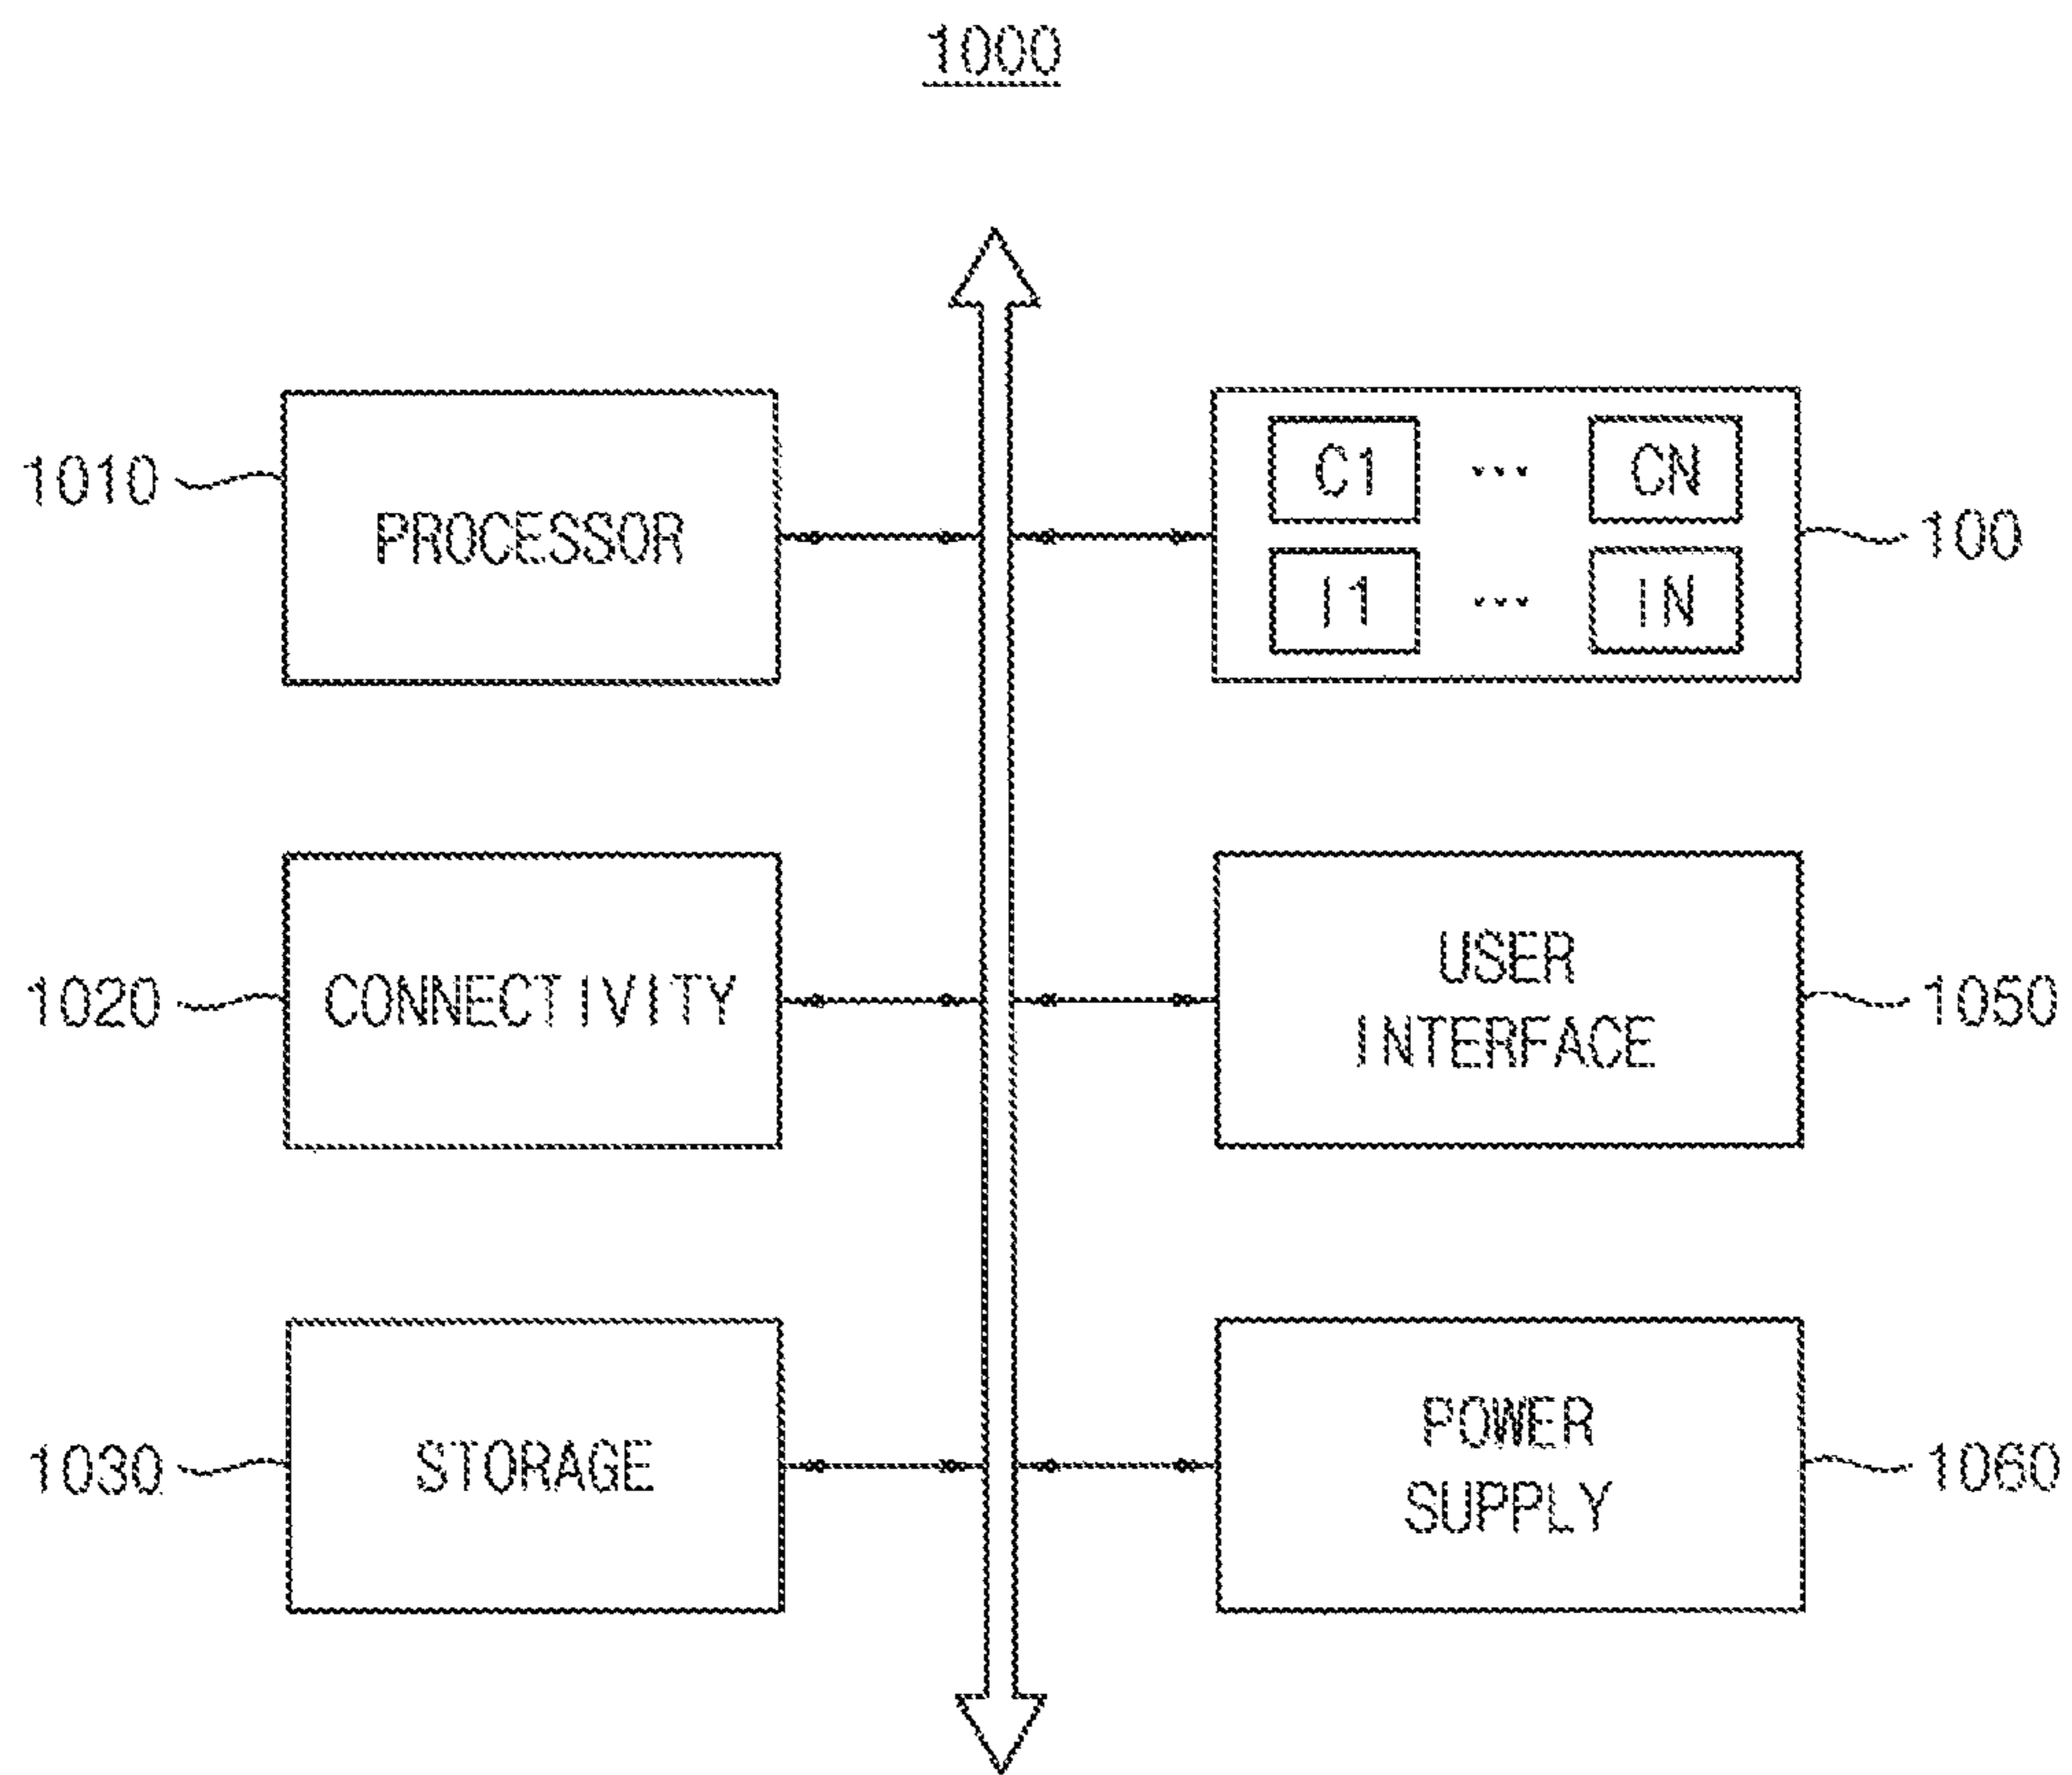 1000
1010
PROCESSOR
C1 ... CN
I1 ... IN
100
1020
CONNECTIVITY
USER
INTERFACE
1050
1030
STORAGE
POWER
SUPPLY
1060